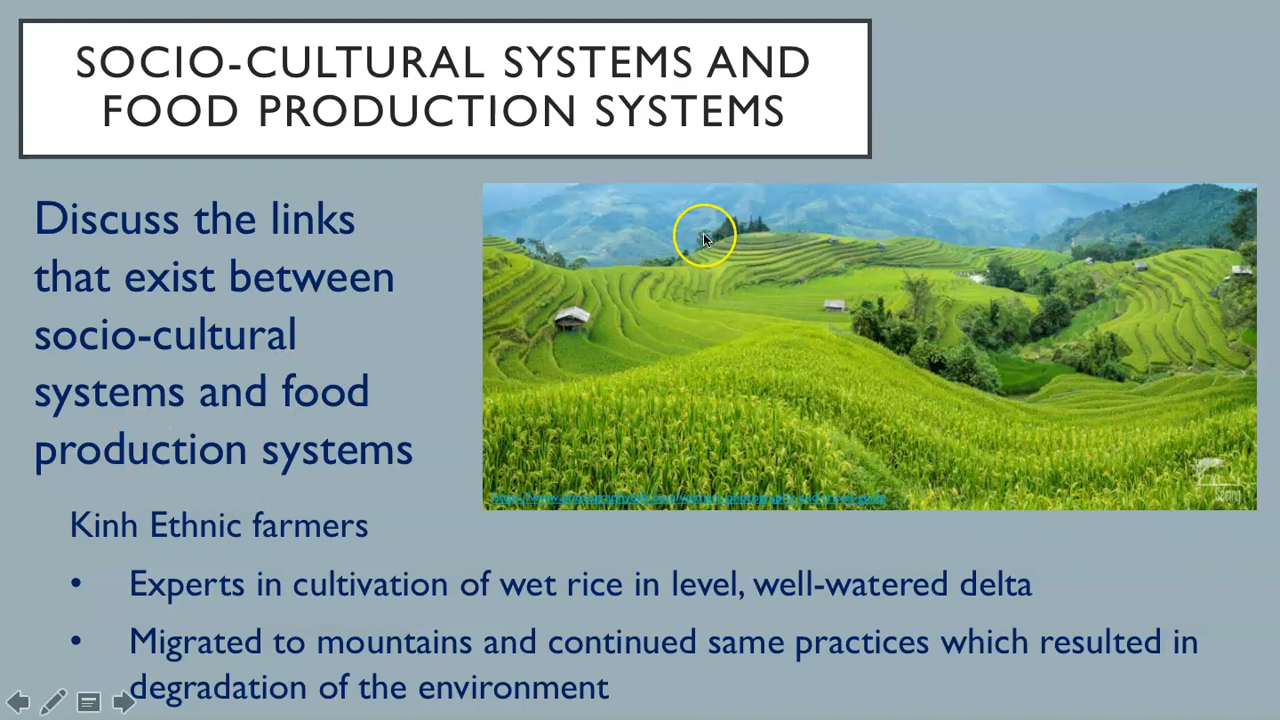 SOCIO-CULTURAL SYSTEMS AND
FOOD PRODUCTION SYSTEMS
Discuss the links
that exist between
socio-cultural
systems and food
production systems
Kinh Ethnic farmers
• Experts in cultivation of wet rice in level, well-watered delta
• Migrated to mountains and continued same practices which resulted in
degradation of the environment